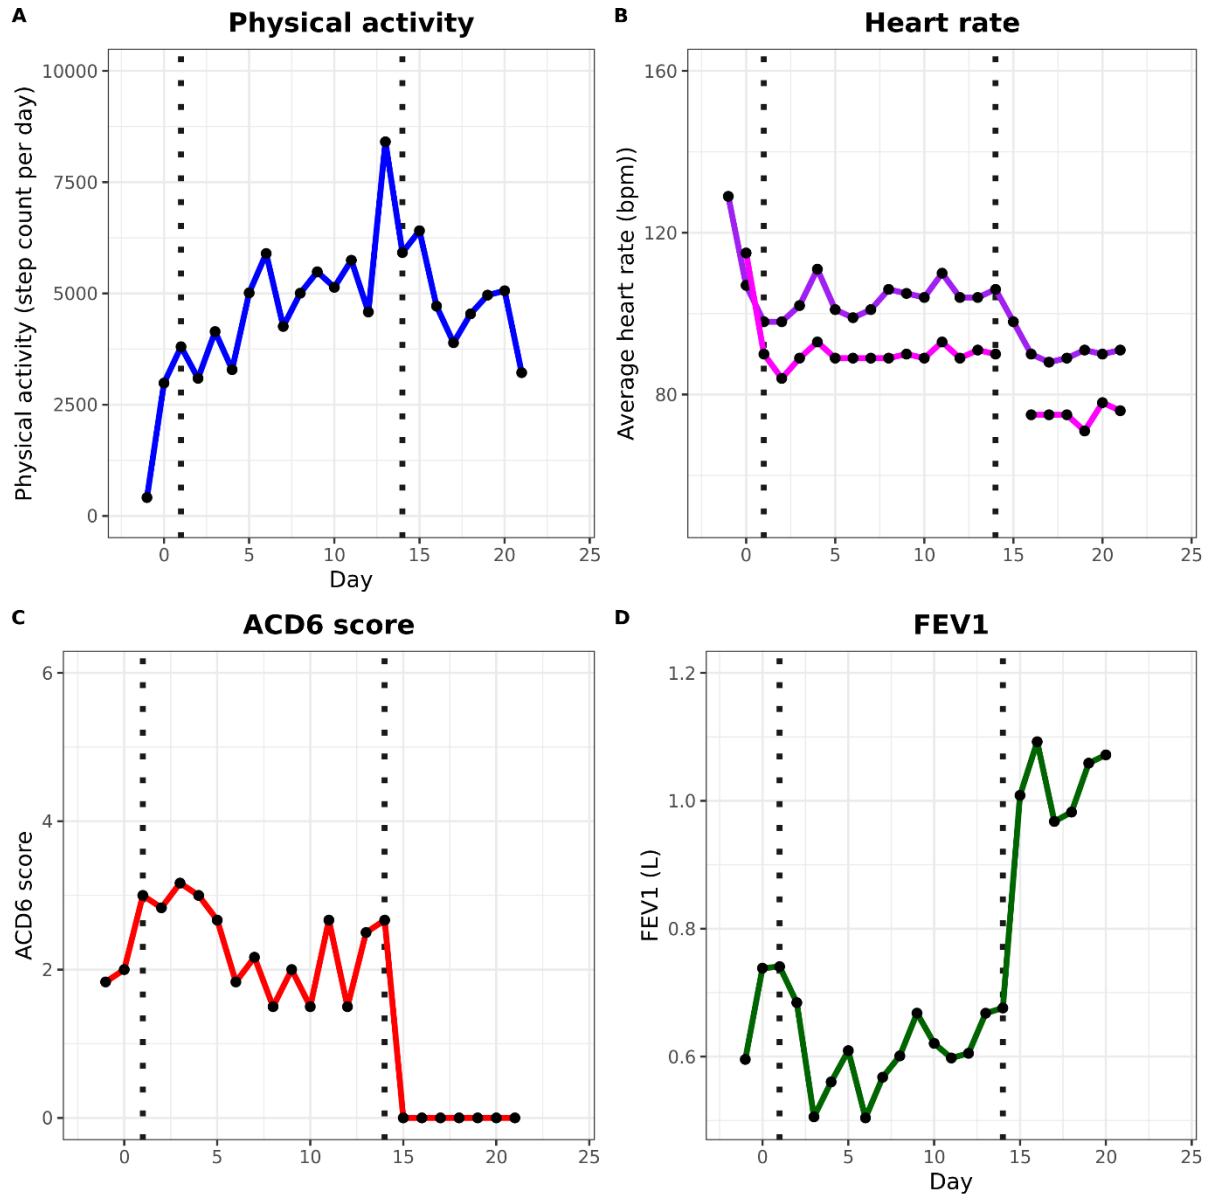 A
Physical activity
Physical activity (step count per day)
10000
7500
5000
2500
0
0 5 10 15 20 25
Day
B
Heart rate
Average heart rate (bpm))
160
120
80
0 5 10 15 20 25
C
ACD6 score
ACD6 score
6
4
2
0
0 5 10 15 20 25
D
FEV1
FEV1 (L)
1.2
1.0
0.8
0.6
0 5 10 15 20 25
Day